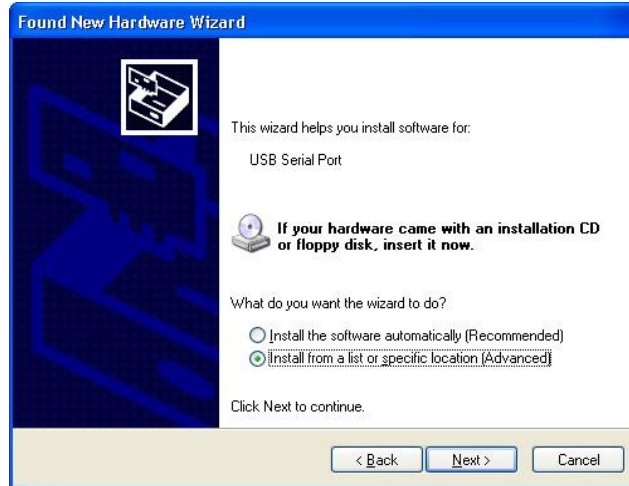 Found New Hardware Wizard
This wizard helps you install software for:
USB Serial Port
If your hardware came with an installation CD
or floppy disk, insert it now.
What do you want the wizard to do?
Install the software automatically (Recommended)
Install from a list or specific location (Advanced)
Click Next to continue.
< Back Next > Cancel